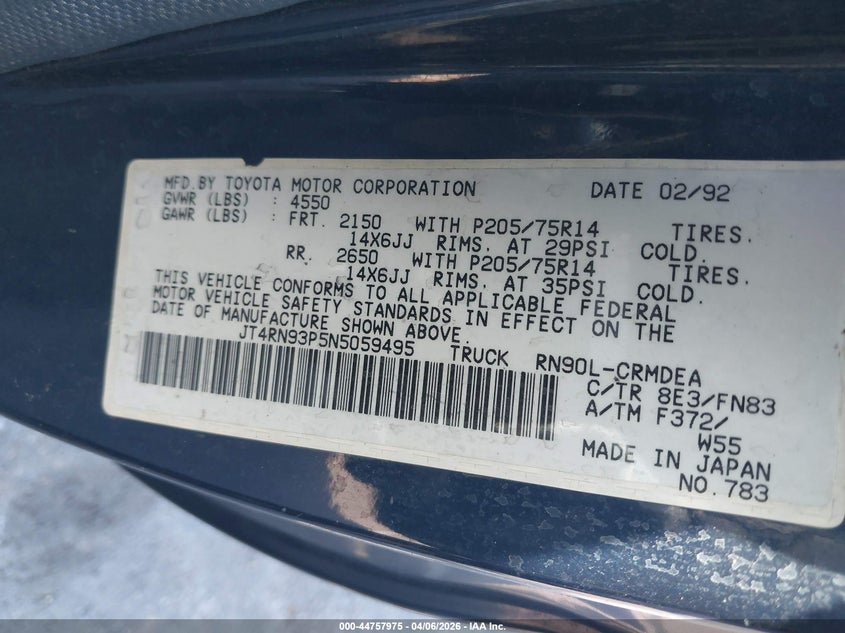 MFD. BY TOYOTA MOTOR CORPORATION DATE 02/92
GVWR (LBS) : 4550
GAWR (LBS) : FRT. 2150 WITH P205/75R14 TIRES.
14X6JJ RIMS. AT 29PSI COLD.
RR. 2650 WITH P205/75R14 TIRES.
14X6JJ RIMS. AT 35PSI COLD.
THIS VEHICLE CONFORMS TO ALL APPLICABLE FEDERAL
MOTOR VEHICLE SAFETY STANDARDS IN EFFECT ON THE
DATE OF MANUFACTURE SHOWN ABOVE.
JT4RN93P5N5059495 TRUCK RN90L-CRMDEA
C/TR 8E3/FN83
A/TM F372/
W55
MADE IN JAPAN
NO. 783
000-44757975 | 04/06/2026 - IAA Inc.